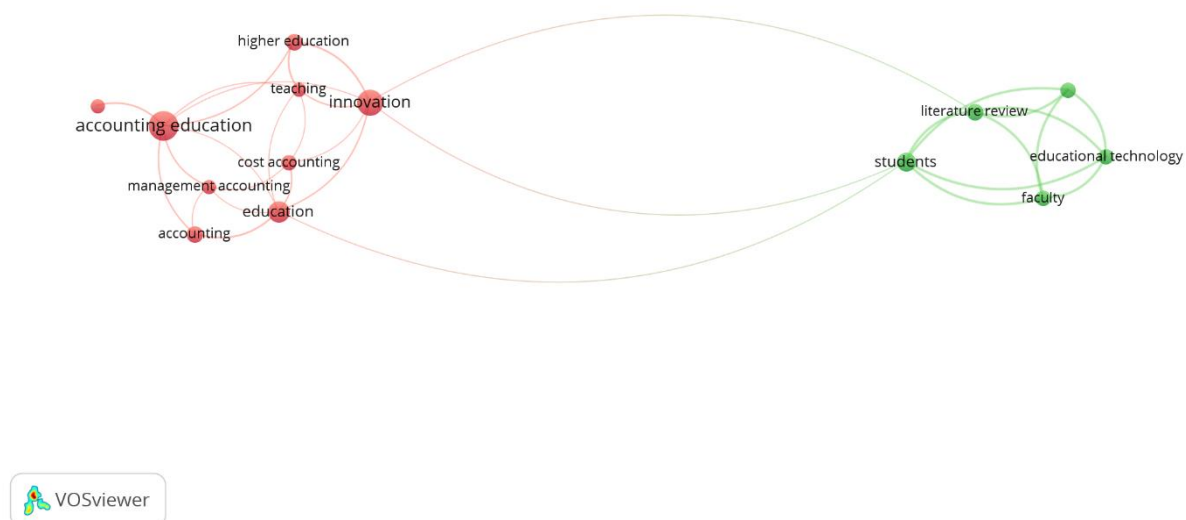 higher education
teaching
innovation
accounting education
cost accounting
management accounting
education
accounting
literature review
educational technology
students
faculty
VOSviewer